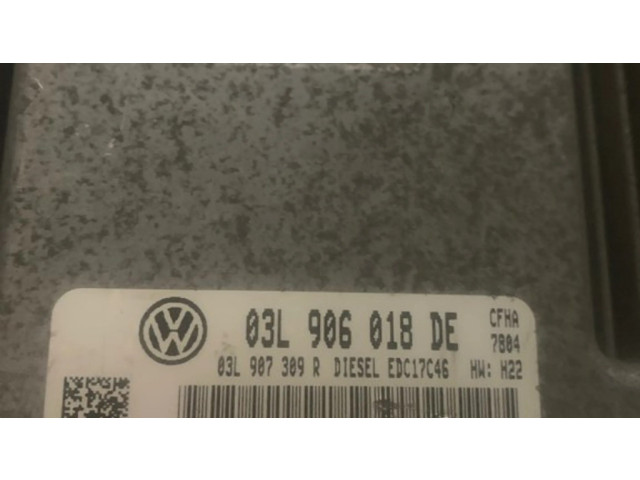 03L 906 018 DE CFHA
7804
03L 907 309 R DIESEL EDC17C46 HW: H22